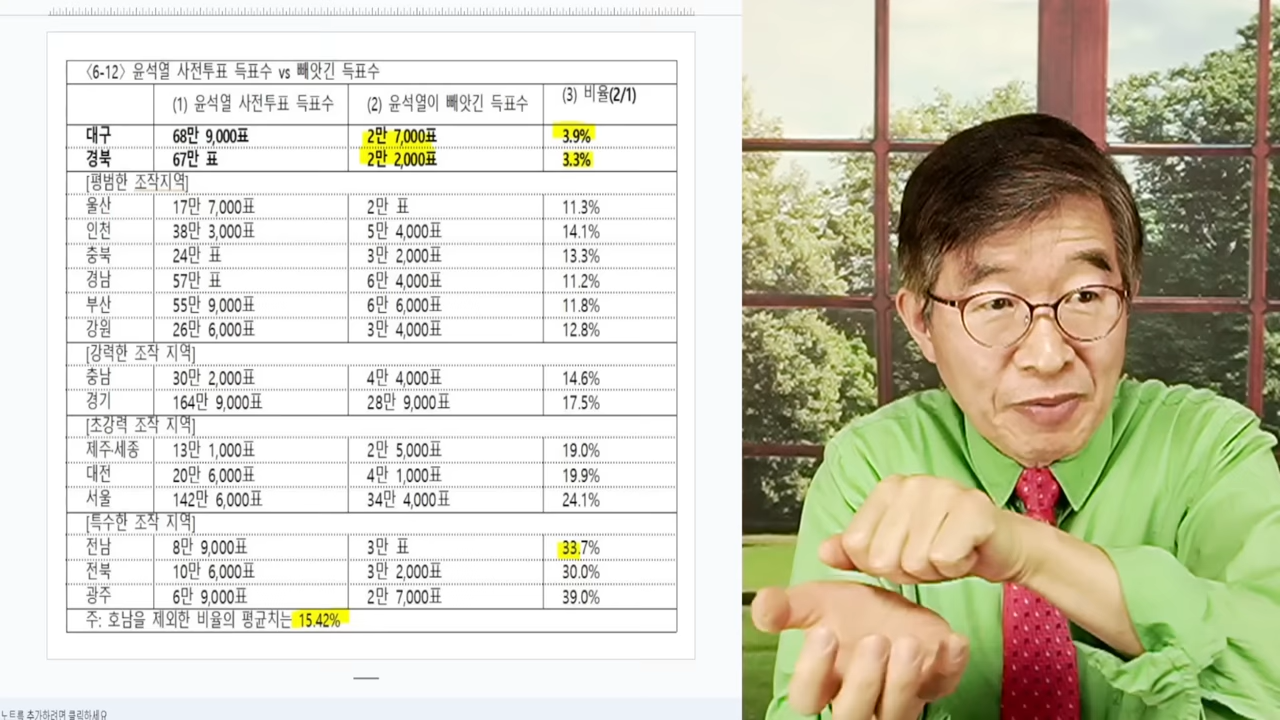 〈6-12〉 윤석열 사전투표 득표수 vs 빼앗긴 득표수
(1) 윤석열 사전투표 득표수 (2) 윤석열이 빼앗긴 득표수 (3) 비율(2/1)
대구 68만 9,000표 2만 7,000표 3.9%
경북 67만 표 2만 2,000표 3.3%
[평범한 조작지역]
울산 17만 7,000표 2만 표 11.3%
인천 38만 3,000표 5만 4,000표 14.1%
충북 24만 표 3만 2,000표 13.3%
경남 57만 표 6만 4,000표 11.2%
부산 55만 9,000표 6만 6,000표 11.8%
강원 26만 6,000표 3만 4,000표 12.8%
[강력한 조작 지역]
충남 30만 2,000표 4만 4,000표 14.6%
경기 164만 9,000표 28만 9,000표 17.5%
[초강력 조작 지역]
제주·세종 13만 1,000표 2만 5,000표 19.0%
대전 20만 6,000표 4만 1,000표 19.9%
서울 142만 6,000표 34만 4,000표 24.1%
[특수한 조작 지역]
전남 8만 9,000표 3만 표 33.7%
전북 10만 6,000표 3만 2,000표 30.0%
광주 6만 9,000표 2만 7,000표 39.0%
주: 호남을 제외한 비율의 평균치는 15.42%
노트를 추가하려면 클릭하세요